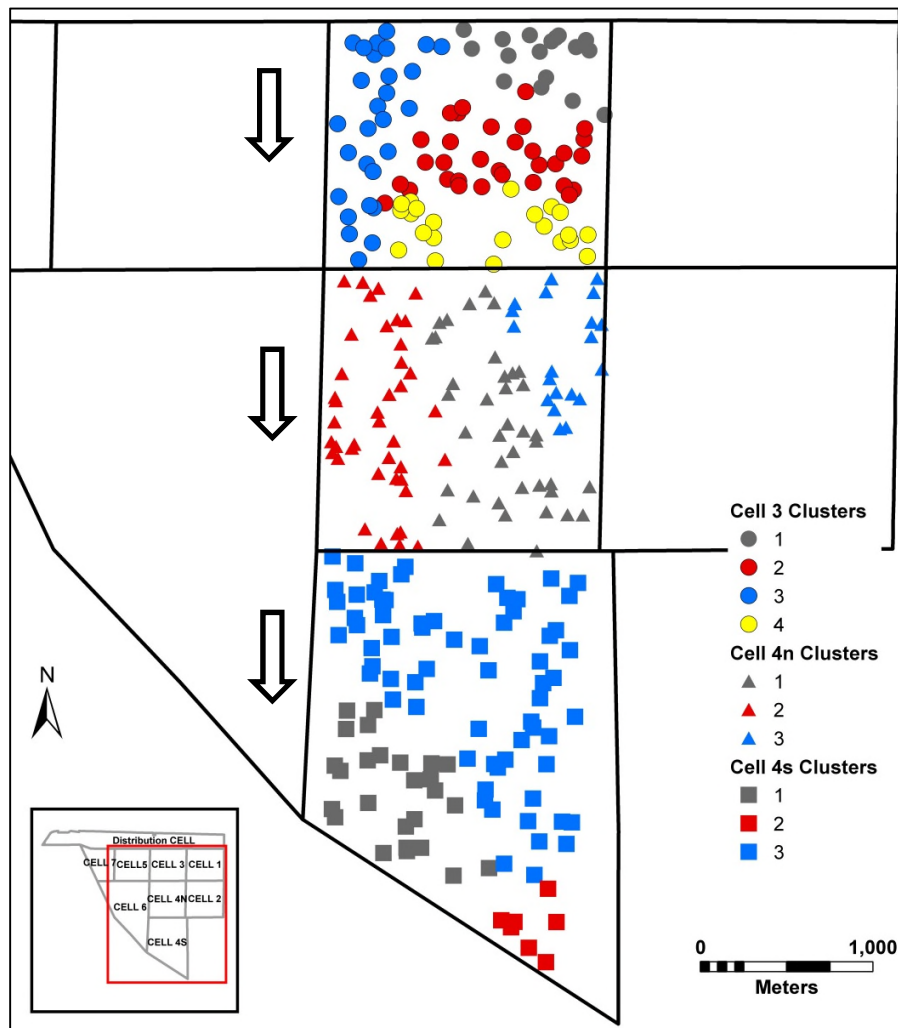 Cell 3 Clusters
1
2
3
4
Cell 4n Clusters
1
2
3
Cell 4s Clusters
1
2
3
N
Distribution CELL
CELL 7
CELL5
CELL 3
CELL 1
CELL 6
CELL 4N
CELL 2
CELL 4S
0
1,000
Meters